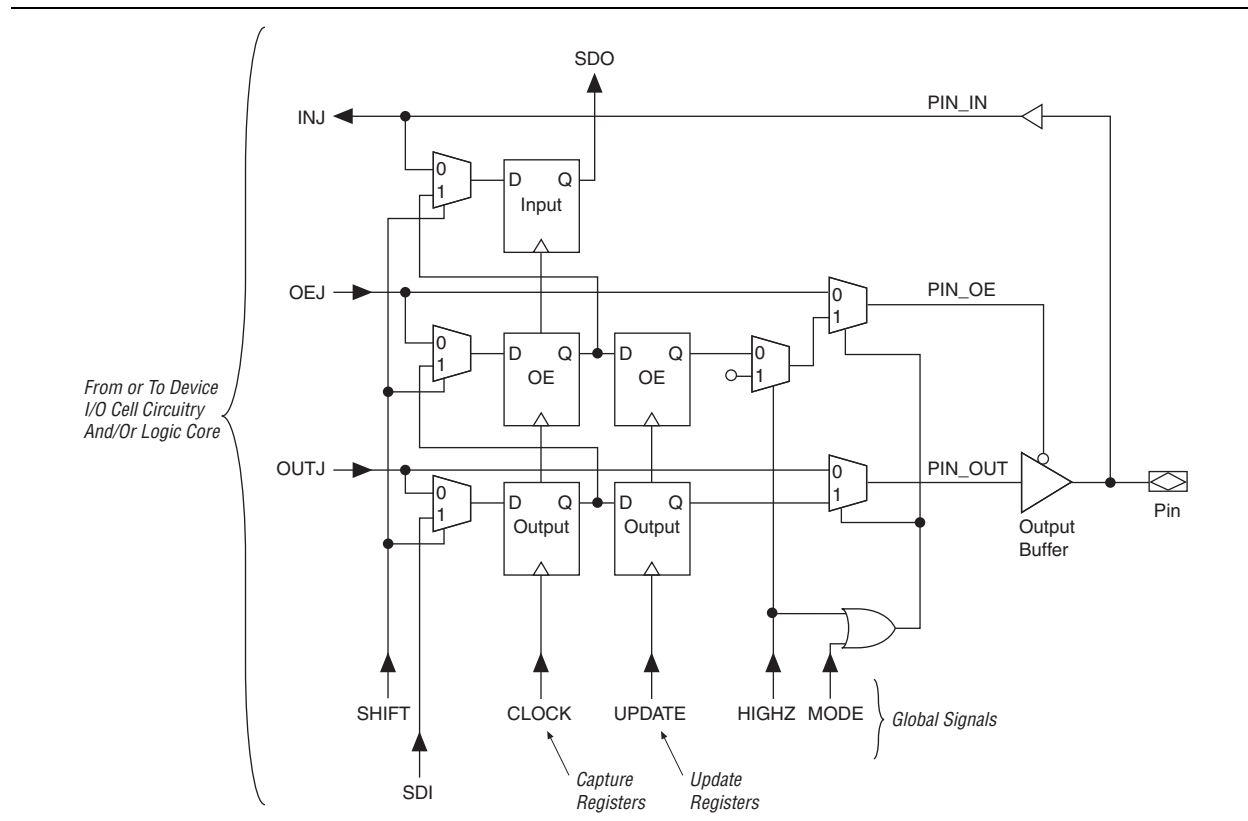 SDO
INJ
PIN_IN
0
1
D Q
Input
OEJ
0
1
PIN_OE
0
1
D Q
OE
D Q
OE
0
1
From or To Device
I/O Cell Circuitry
And/Or Logic Core
OUTJ
0
1
PIN_OUT
0
1
D Q
Output
D Q
Output
Output
Buffer
Pin
SHIFT
CLOCK
UPDATE
HIGHZ
MODE
Global Signals
SDI
Capture
Registers
Update
Registers